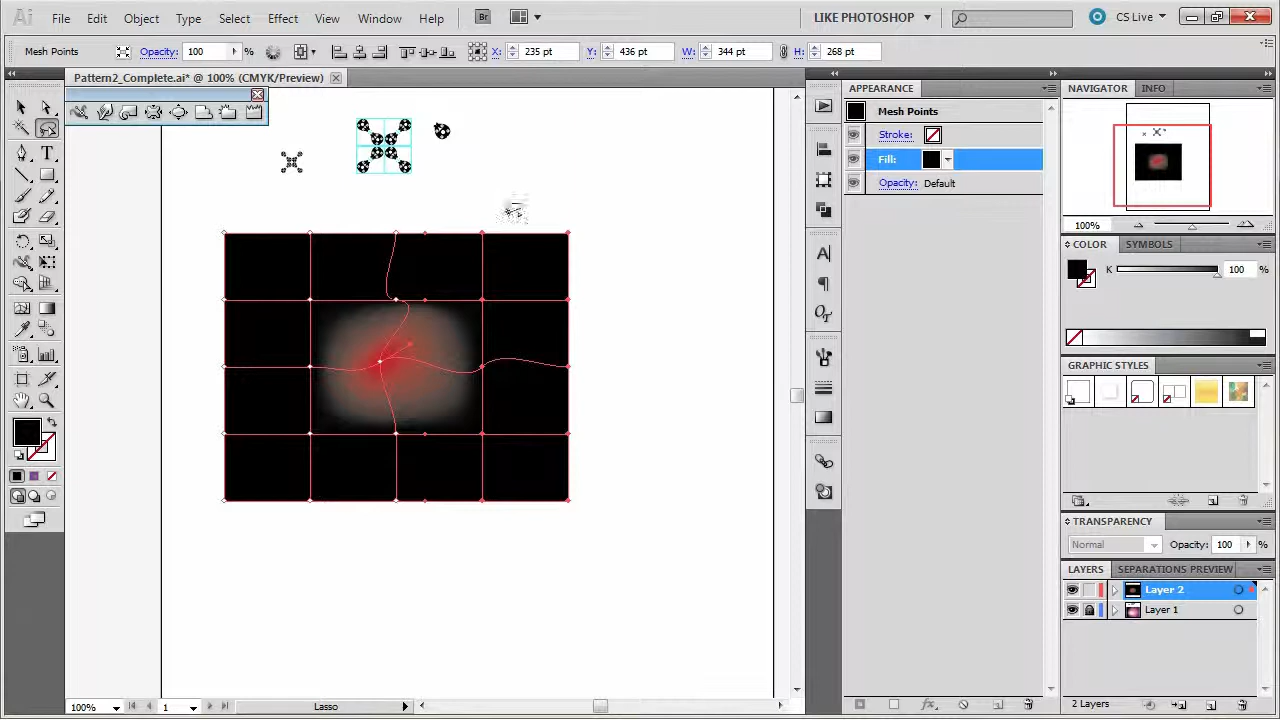 Ai File Edit Object Type Select Effect View Window Help Br LIKE PHOTOSHOP CS Live
Mesh Points Opacity: 100 % X: 235 pt Y: 436 pt W: 344 pt H: 268 pt
Pattern2_Complete.ai* @ 100% (CMYK/Preview)
APPEARANCE
Mesh Points
Stroke:
Fill:
Opacity: Default
NAVIGATOR INFO
100%
COLOR SYMBOLS
K 100 %
GRAPHIC STYLES
TRANSPARENCY
Normal Opacity: 100 %
LAYERS SEPARATIONS PREVIEW
Layer 2
Layer 1
2 Layers
100% 1 Lasso